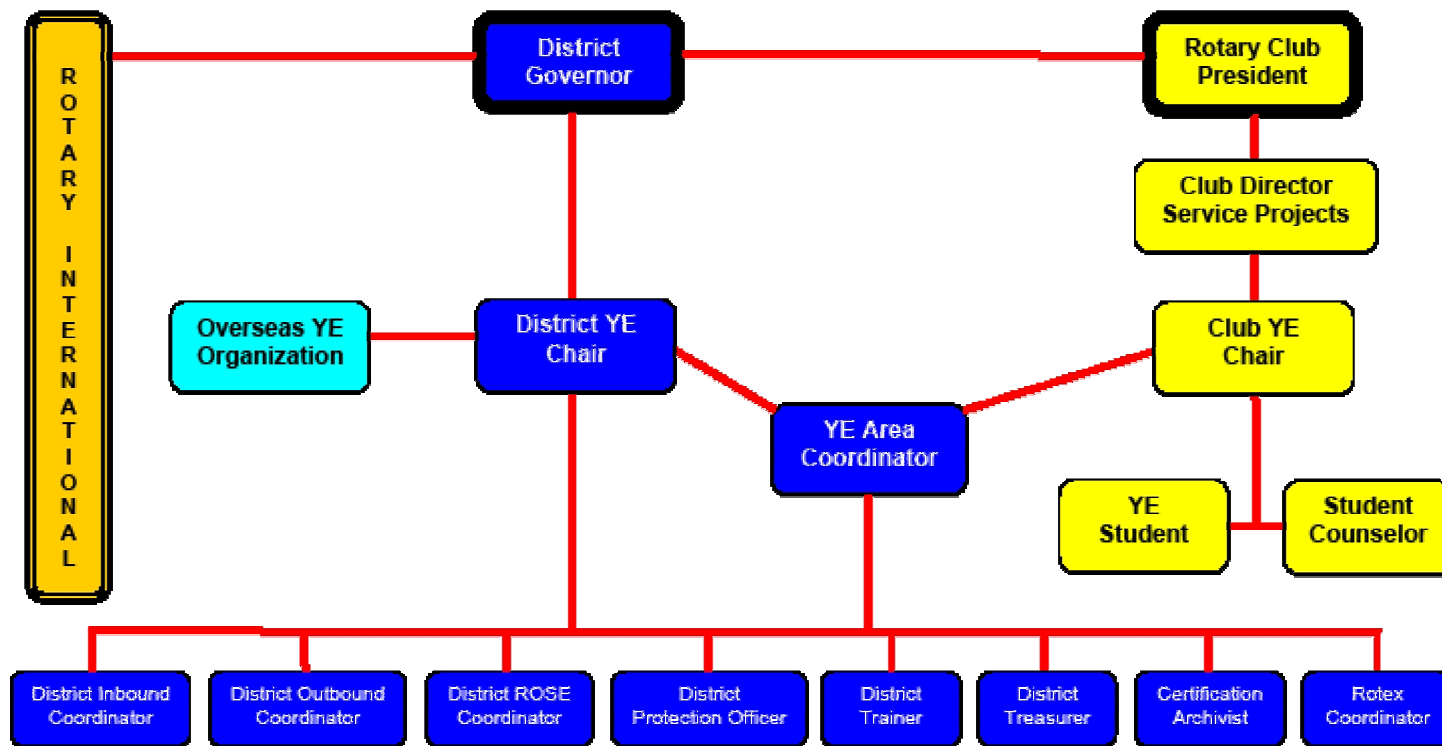 ROTARY INTERNATIONAL
District
Governor
Rotary Club
President
Club Director
Service Projects
Overseas YE
Organization
District YE
Chair
Club YE
Chair
YE Area
Coordinator
YE
Student
Student
Counselor
District Inbound
Coordinator
District Outbound
Coordinator
District ROSE
Coordinator
District
Protection Officer
District
Trainer
District
Treasurer
Certification
Archivist
Rotex
Coordinator